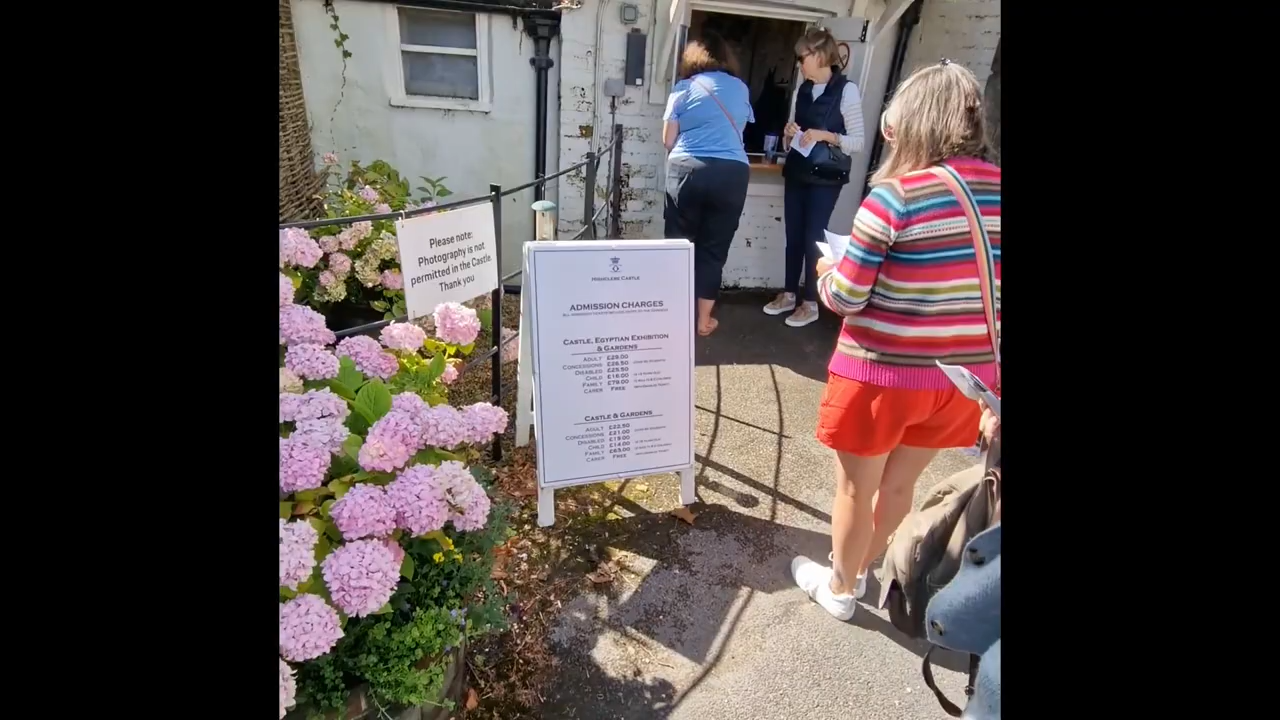 Please note:
Photography is not
permitted in the Castle
Thank you
HIGHCLERE CASTLE
ADMISSION CHARGES
CASTLE, EGYPTIAN EXHIBITION
& GARDENS
ADULT £29.00
CONCESSIONS £26.50
DISABLED £25.50
CHILD £16.00
FAMILY £79.00
CARER FREE
CASTLE & GARDENS
ADULT £22.50
CONCESSIONS £21.00
DISABLED £19.00
CHILD £14.00
FAMILY £65.00
CARER FREE